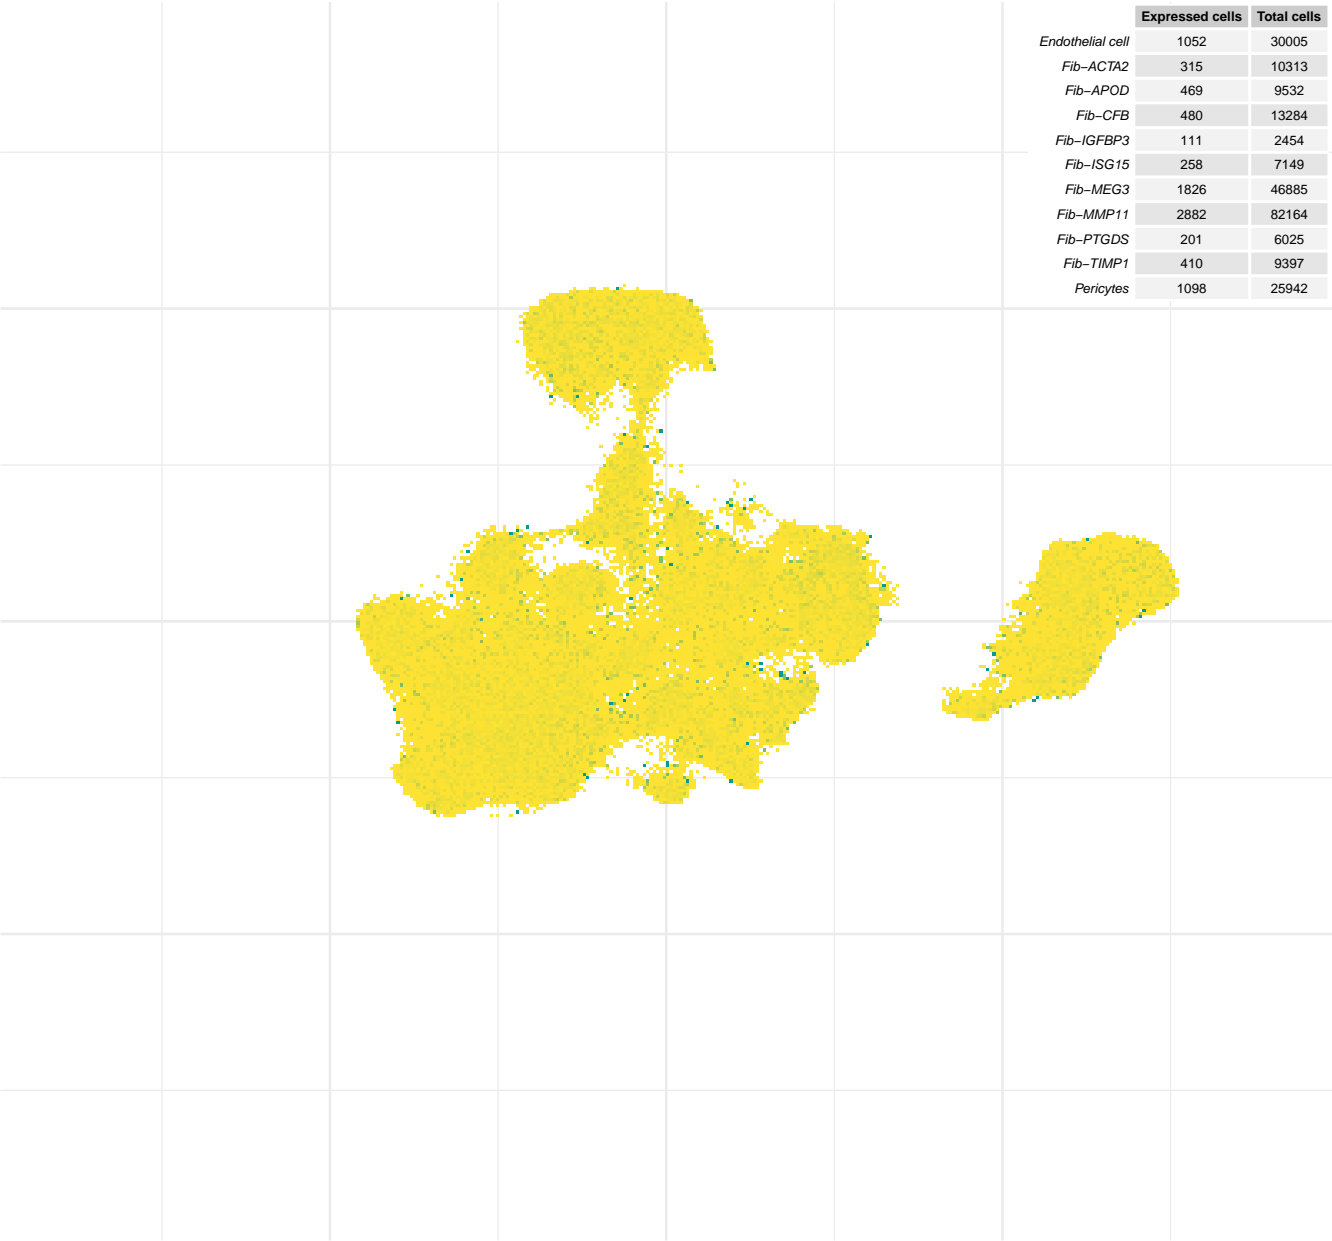 Expressed cells Total cells
Endothelial cell 1052 30005
Fib−ACTA2 315 10313
Fib−APOD 469 9532
Fib−CFB 480 13284
Fib−IGFBP3 111 2454
Fib−ISG15 258 7149
Fib−MEG3 1826 46885
Fib−MMP11 2882 82164
Fib−PTGDS 201 6025
Fib−TIMP1 410 9397
Pericytes 1098 25942